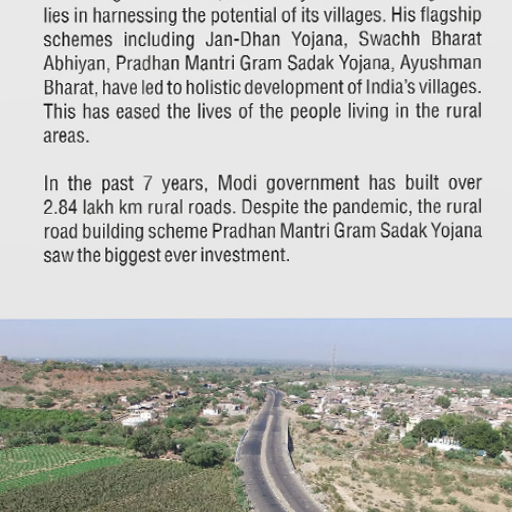 lies in harnessing the potential of its villages. His flagship
schemes including Jan-Dhan Yojana, Swachh Bharat
Abhiyan, Pradhan Mantri Gram Sadak Yojana, Ayushman
Bharat, have led to holistic development of India's villages.
This has eased the lives of the people living in the rural
areas.
In the past 7 years, Modi government has built over
2.84 lakh km rural roads. Despite the pandemic, the rural
road building scheme Pradhan Mantri Gram Sadak Yojana
saw the biggest ever investment.